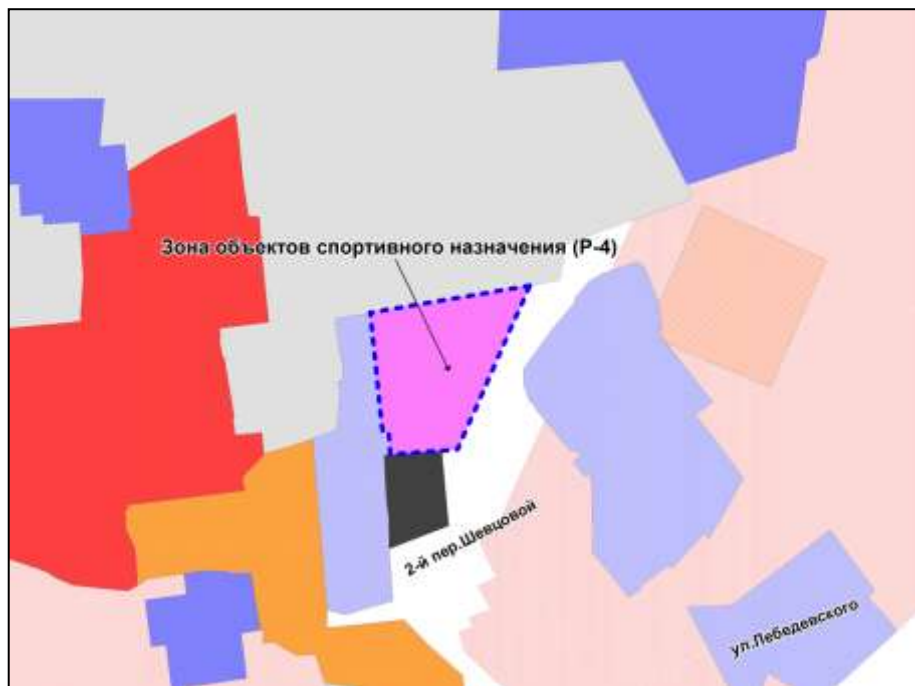 Зона объектов спортивного назначения (Р-4)
2-й пер.Шевцовой
ул.Лебедевского